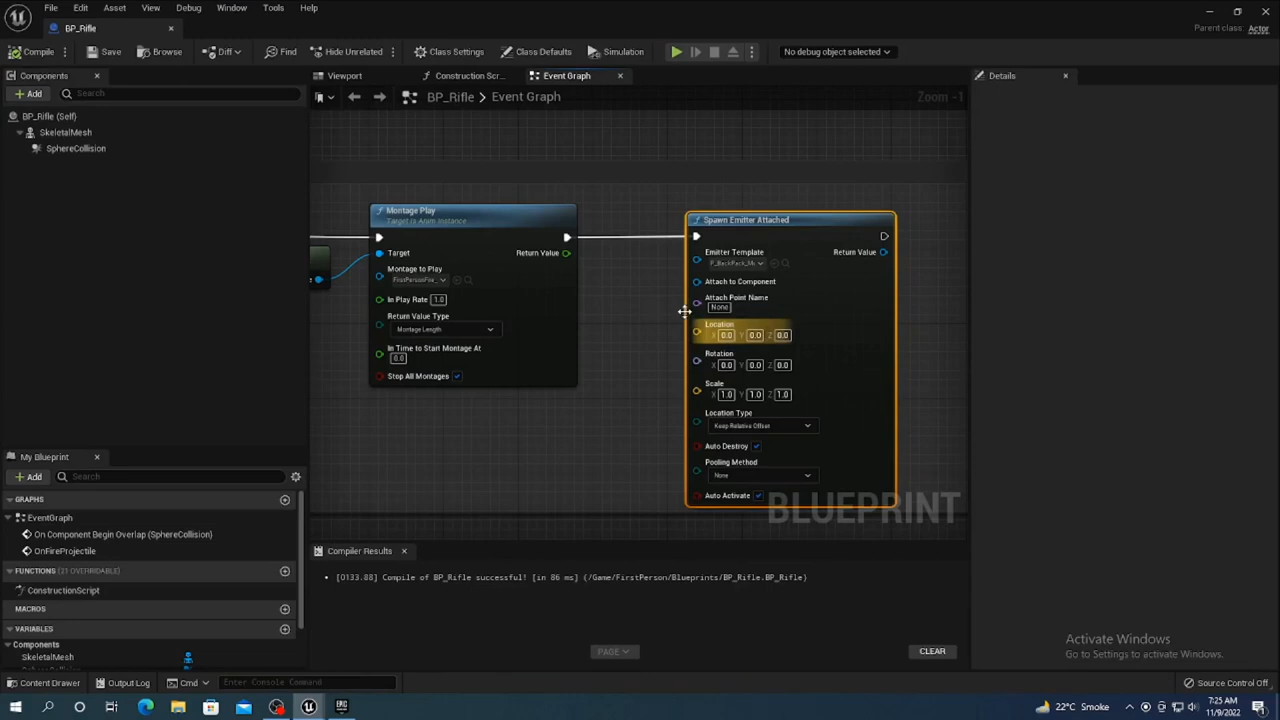 File Edit Asset View Debug Window Tools Help
BP_Rifle
Parent class: Actor
Compile Save Browse Diff Find Hide Unrelated Class Settings Class Defaults Simulation No debug object selected
Components
Viewport Construction Scr... Event Graph
Details
Add Search
BP_Rifle > Event Graph
Zoom -1
BP_Rifle (Self)
SkeletalMesh
SphereCollision
Montage Play
Target is Anim Instance
Target Return Value
Montage to Play
FirstPersonFire_
In Play Rate 1.0
Return Value Type
Montage Length
In Time to Start Montage At
0.0
Stop All Montages
Spawn Emitter Attached
Emitter Template Return Value
Attach to Component
Attach Point Name
None
Location
X 0.0 Y 0.0 Z 0.0
Rotation
X 0.0 Y 0.0 Z 0.0
Scale
X 1.0 Y 1.0 Z 1.0
Location Type
Keep Relative Offset
Auto Destroy
Pooling Method
None
Auto Activate
BLUEPRINT
My Blueprint
Add Search
GRAPHS
EventGraph
On Component Begin Overlap (SphereCollision)
OnFireProjectile
FUNCTIONS (21 OVERRIDABLE)
ConstructionScript
MACROS
VARIABLES
Components
SkeletalMesh
Compiler Results
[0133.88] Compile of BP_Rifle successful! [in 86 ms] (/Game/FirstPerson/Blueprints/BP_Rifle.BP_Rifle)
PAGE
CLEAR
Activate Windows
Go to Settings to activate Windows.
Content Drawer Output Log Cmd Enter Console Command
Source Control Off
EPIC
22°C Smoke
7:25 AM
11/9/2022